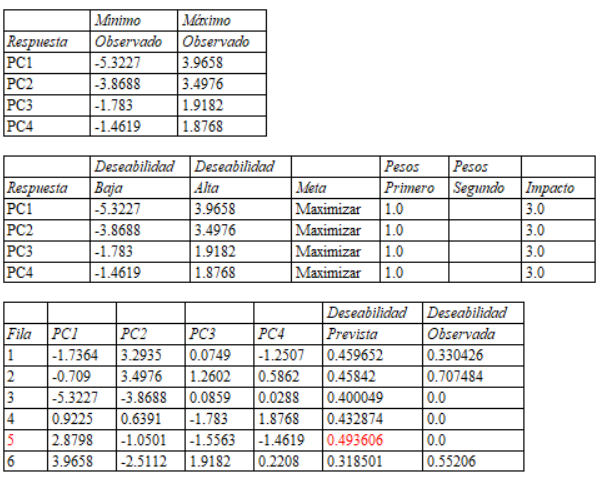 Mínimo Máximo
Respuesta Observado Observado
PC1 -5.3227 3.9658
PC2 -3.8688 3.4976
PC3 -1.783 1.9182
PC4 -1.4619 1.8768
Deseabilidad Deseabilidad Pesos Pesos
Respuesta Baja Alta Meta Primero Segundo Impacto
PC1 -5.3227 3.9658 Maximizar 1.0 3.0
PC2 -3.8688 3.4976 Maximizar 1.0 3.0
PC3 -1.783 1.9182 Maximizar 1.0 3.0
PC4 -1.4619 1.8768 Maximizar 1.0 3.0
Deseabilidad Deseabilidad
Fila PC1 PC2 PC3 PC4 Prevista Observada
1 -1.7364 3.2935 0.0749 -1.2507 0.459652 0.330426
2 -0.709 3.4976 1.2602 0.5862 0.45842 0.707484
3 -5.3227 -3.8688 0.0859 0.0288 0.400049 0.0
4 0.9225 0.6391 -1.783 1.8768 0.432874 0.0
5 2.8798 -1.0501 -1.5563 -1.4619 0.493606 0.0
6 3.9658 -2.5112 1.9182 0.2208 0.318501 0.55206